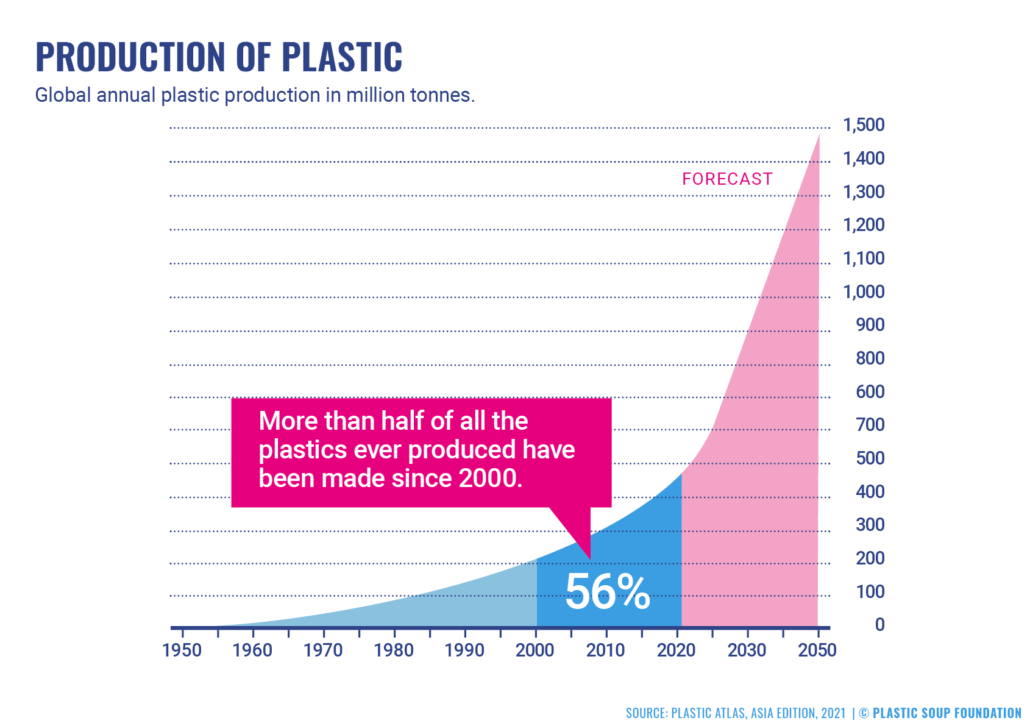 PRODUCTION OF PLASTIC
Global annual plastic production in million tonnes.
1,500
1,400
FORECAST
1,300
1,200
1,100
1,000
900
800
600
700
500
400
300
200
100
0
More than half of all the
plastics ever produced have
been made since 2000.
56%
1950 1960 1970 1980 1990 2000 2010 2020 2030 2050
SOURCE: PLASTIC ATLAS, ASIA EDITION, 2021 | © PLASTIC SOUP FOUNDATION